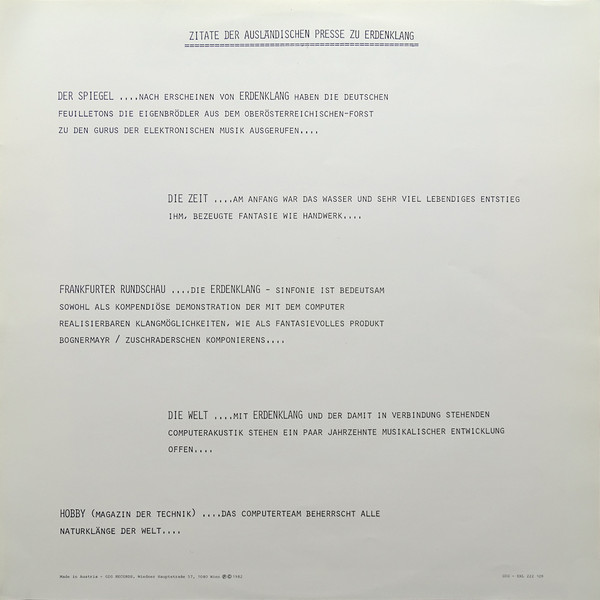 ZITATE DER AUSLÄNDISCHEN PRESSE ZU ERDENKLANG
DER SPIEGEL ....NACH ERSCHEINEN VON ERDENKLANG HABEN DIE DEUTSCHEN
FEUILLETONS DIE EIGENBRÖDLER AUS DEM OBERÖSTERREICHISCHEN-FORST
ZU DEN GURUS DER ELEKTRONISCHEN MUSIK AUSGERUFEN....
DIE ZEIT ....AM ANFANG WAR DAS WASSER UND SEHR VIEL LEBENDIGES ENTSTIEG
IHM, BEZEUGTE FANTASIE WIE HANDWERK....
FRANKFURTER RUNDSCHAU ....DIE ERDENKLANG - SINFONIE IST BEDEUTSAM
SOWOHL ALS KOMPENDIÖSE DEMONSTRATION DER MIT DEM COMPUTER
REALISIERBAREN KLANGMÖGLICHKEITEN, WIE ALS FANTASIEVOLLES PRODUKT
BOGNERMAYR / ZUSCHRADERSCHEN KOMPONIERENS....
DIE WELT ....MIT ERDENKLANG UND DER DAMIT IN VERBINDUNG STEHENDEN
COMPUTERAKUSTIK STEHEN EIN PAAR JAHRZEHNTE MUSIKALISCHER ENTWICKLUNG
OFFEN....
HOBBY (MAGAZIN DER TECHNIK) ....DAS COMPUTERTEAM BEHERRSCHT ALLE
NATURKLÄNGE DER WELT....
Made in Austria - RECORDS, Hauptstraße 37, ℗©1982